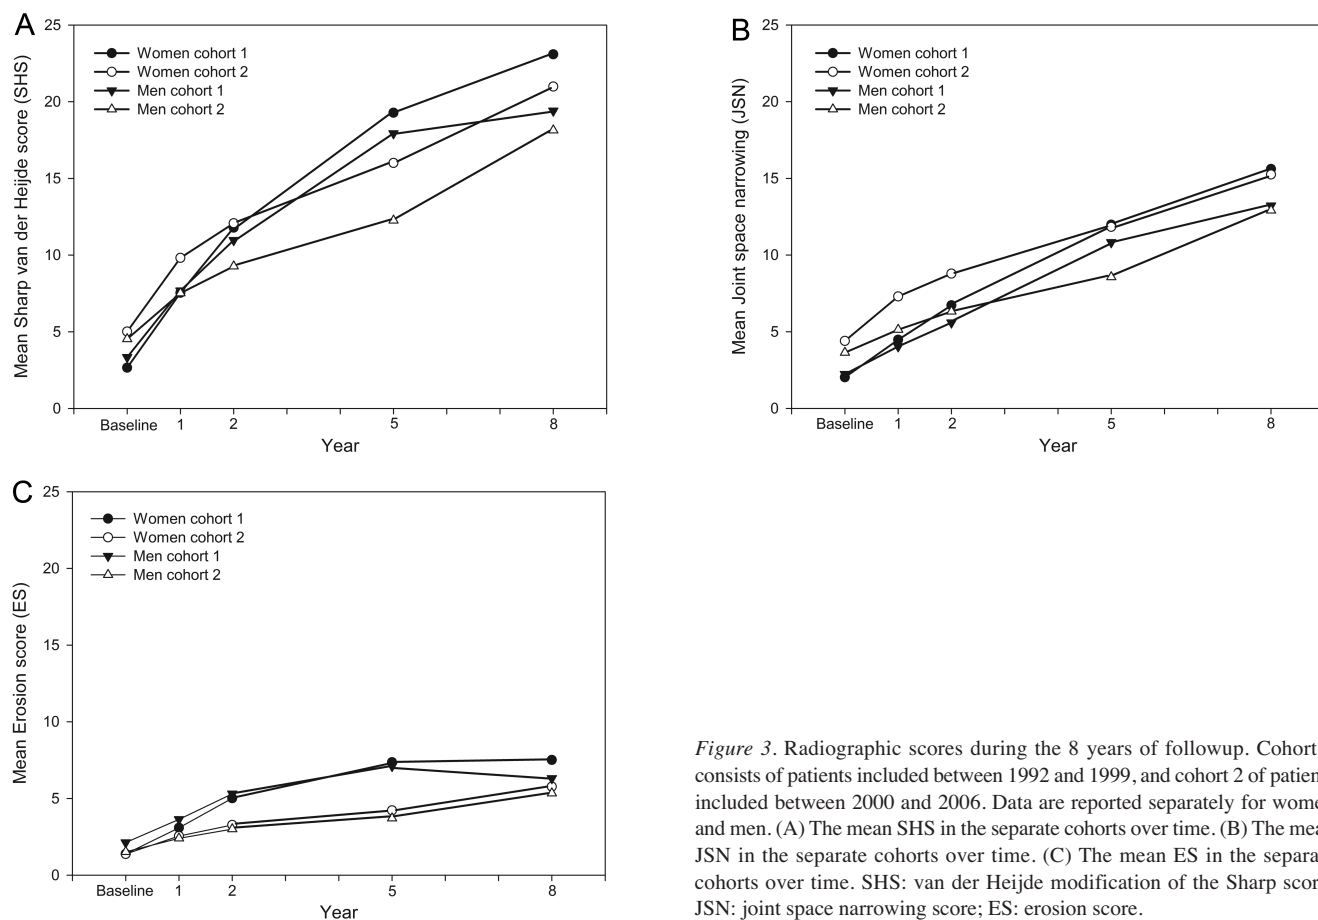 A
25
20
15
10
5
0
Mean Sharp van der Heijde score (SHS)
Women cohort 1
Women cohort 2
Men cohort 1
Men cohort 2
Baseline 1 2 5 8
Year
B
25
20
15
10
5
0
Mean Joint space narrowing (JSN)
Women cohort 1
Women cohort 2
Men cohort 1
Men cohort 2
Baseline 1 2 5 8
Year
C
25
20
15
10
5
0
Mean Erosion score (ES)
Women cohort 1
Women cohort 2
Men cohort 1
Men cohort 2
Baseline 1 2 5 8
Year
Figure 3. Radiographic scores during the 8 years of followup. Cohort
consists of patients included between 1992 and 1999, and cohort 2 of patien
included between 2000 and 2006. Data are reported separately for wome
and men. (A) The mean SHS in the separate cohorts over time. (B) The mea
JSN in the separate cohorts over time. (C) The mean ES in the separa
cohorts over time. SHS: van der Heijde modification of the Sharp scor
JSN: joint space narrowing score; ES: erosion score.